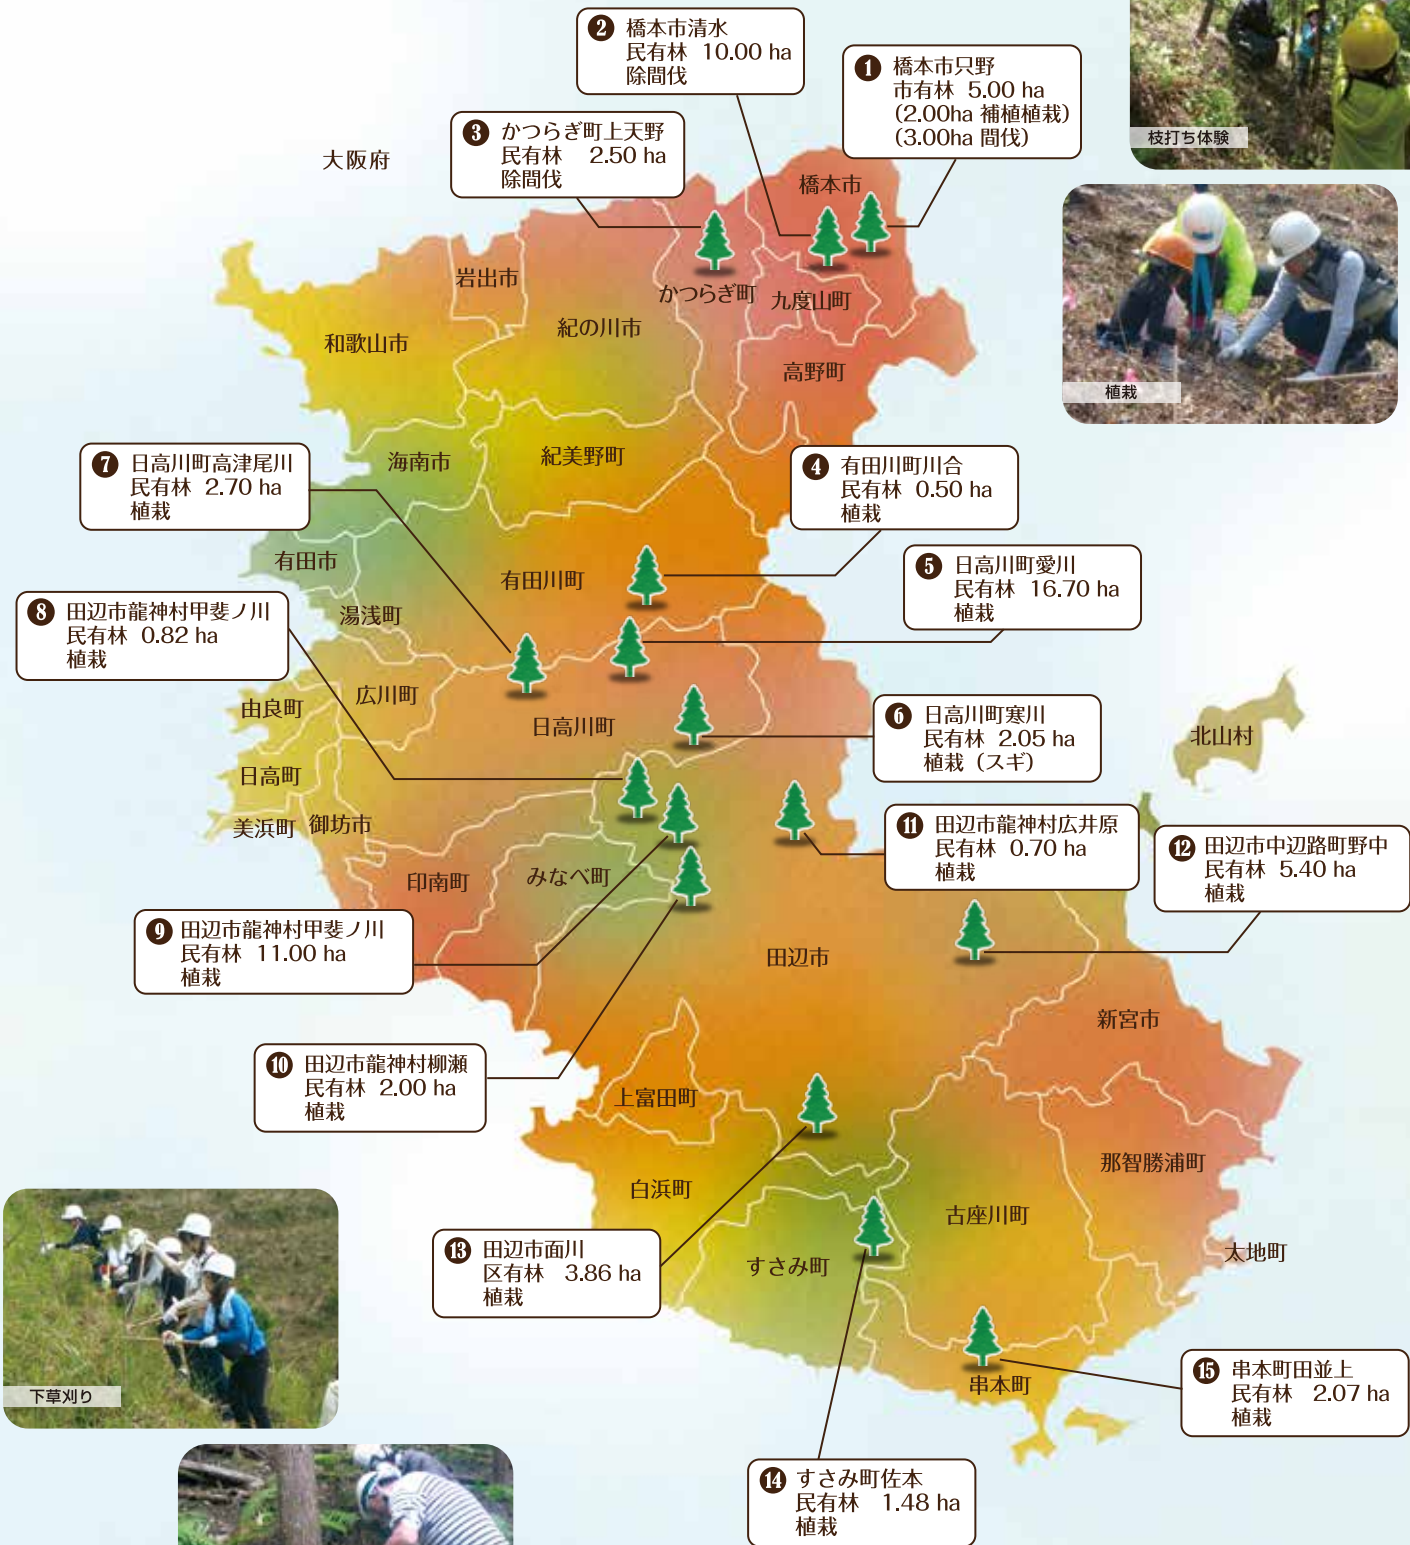 ❷ 橋本市清水
民有林 10.00 ha
除間伐
❶ 橋本市只野
市有林 5.00 ha
(2.00ha 補植植栽)
(3.00ha 間伐)
❸ かつらぎ町上天野
民有林 2.50 ha
除間伐
枝打ち体験
大阪府
橋本市
岩出市
かつらぎ町
九度山町
紀の川市
和歌山市
高野町
植栽
海南市
紀美野町
❼ 日高川町高津尾川
民有林 2.70 ha
植栽
❹ 有田川町川合
民有林 0.50 ha
植栽
有田市
有田川町
❺ 日高川町愛川
民有林 16.70 ha
植栽
❽ 田辺市龍神村甲斐ノ川
民有林 0.82 ha
植栽
湯浅町
広川町
由良町
日高川町
❻ 日高川町寒川
民有林 2.05 ha
植栽（スギ）
北山村
日高町
美浜町
御坊市
印南町
みなべ町
⓫ 田辺市龍神村広井原
民有林 0.70 ha
植栽
⓬ 田辺市中辺路町野中
民有林 5.40 ha
植栽
❾ 田辺市龍神村甲斐ノ川
民有林 11.00 ha
植栽
田辺市
新宮市
❿ 田辺市龍神村柳瀬
民有林 2.00 ha
植栽
上富田町
那智勝浦町
白浜町
古座川町
太地町
⓭ 田辺市面川
区有林 3.86 ha
植栽
すさみ町
下草刈り
串本町
⓯ 串本町田並上
民有林 2.07 ha
植栽
⓮ すさみ町佐本
民有林 1.48 ha
植栽